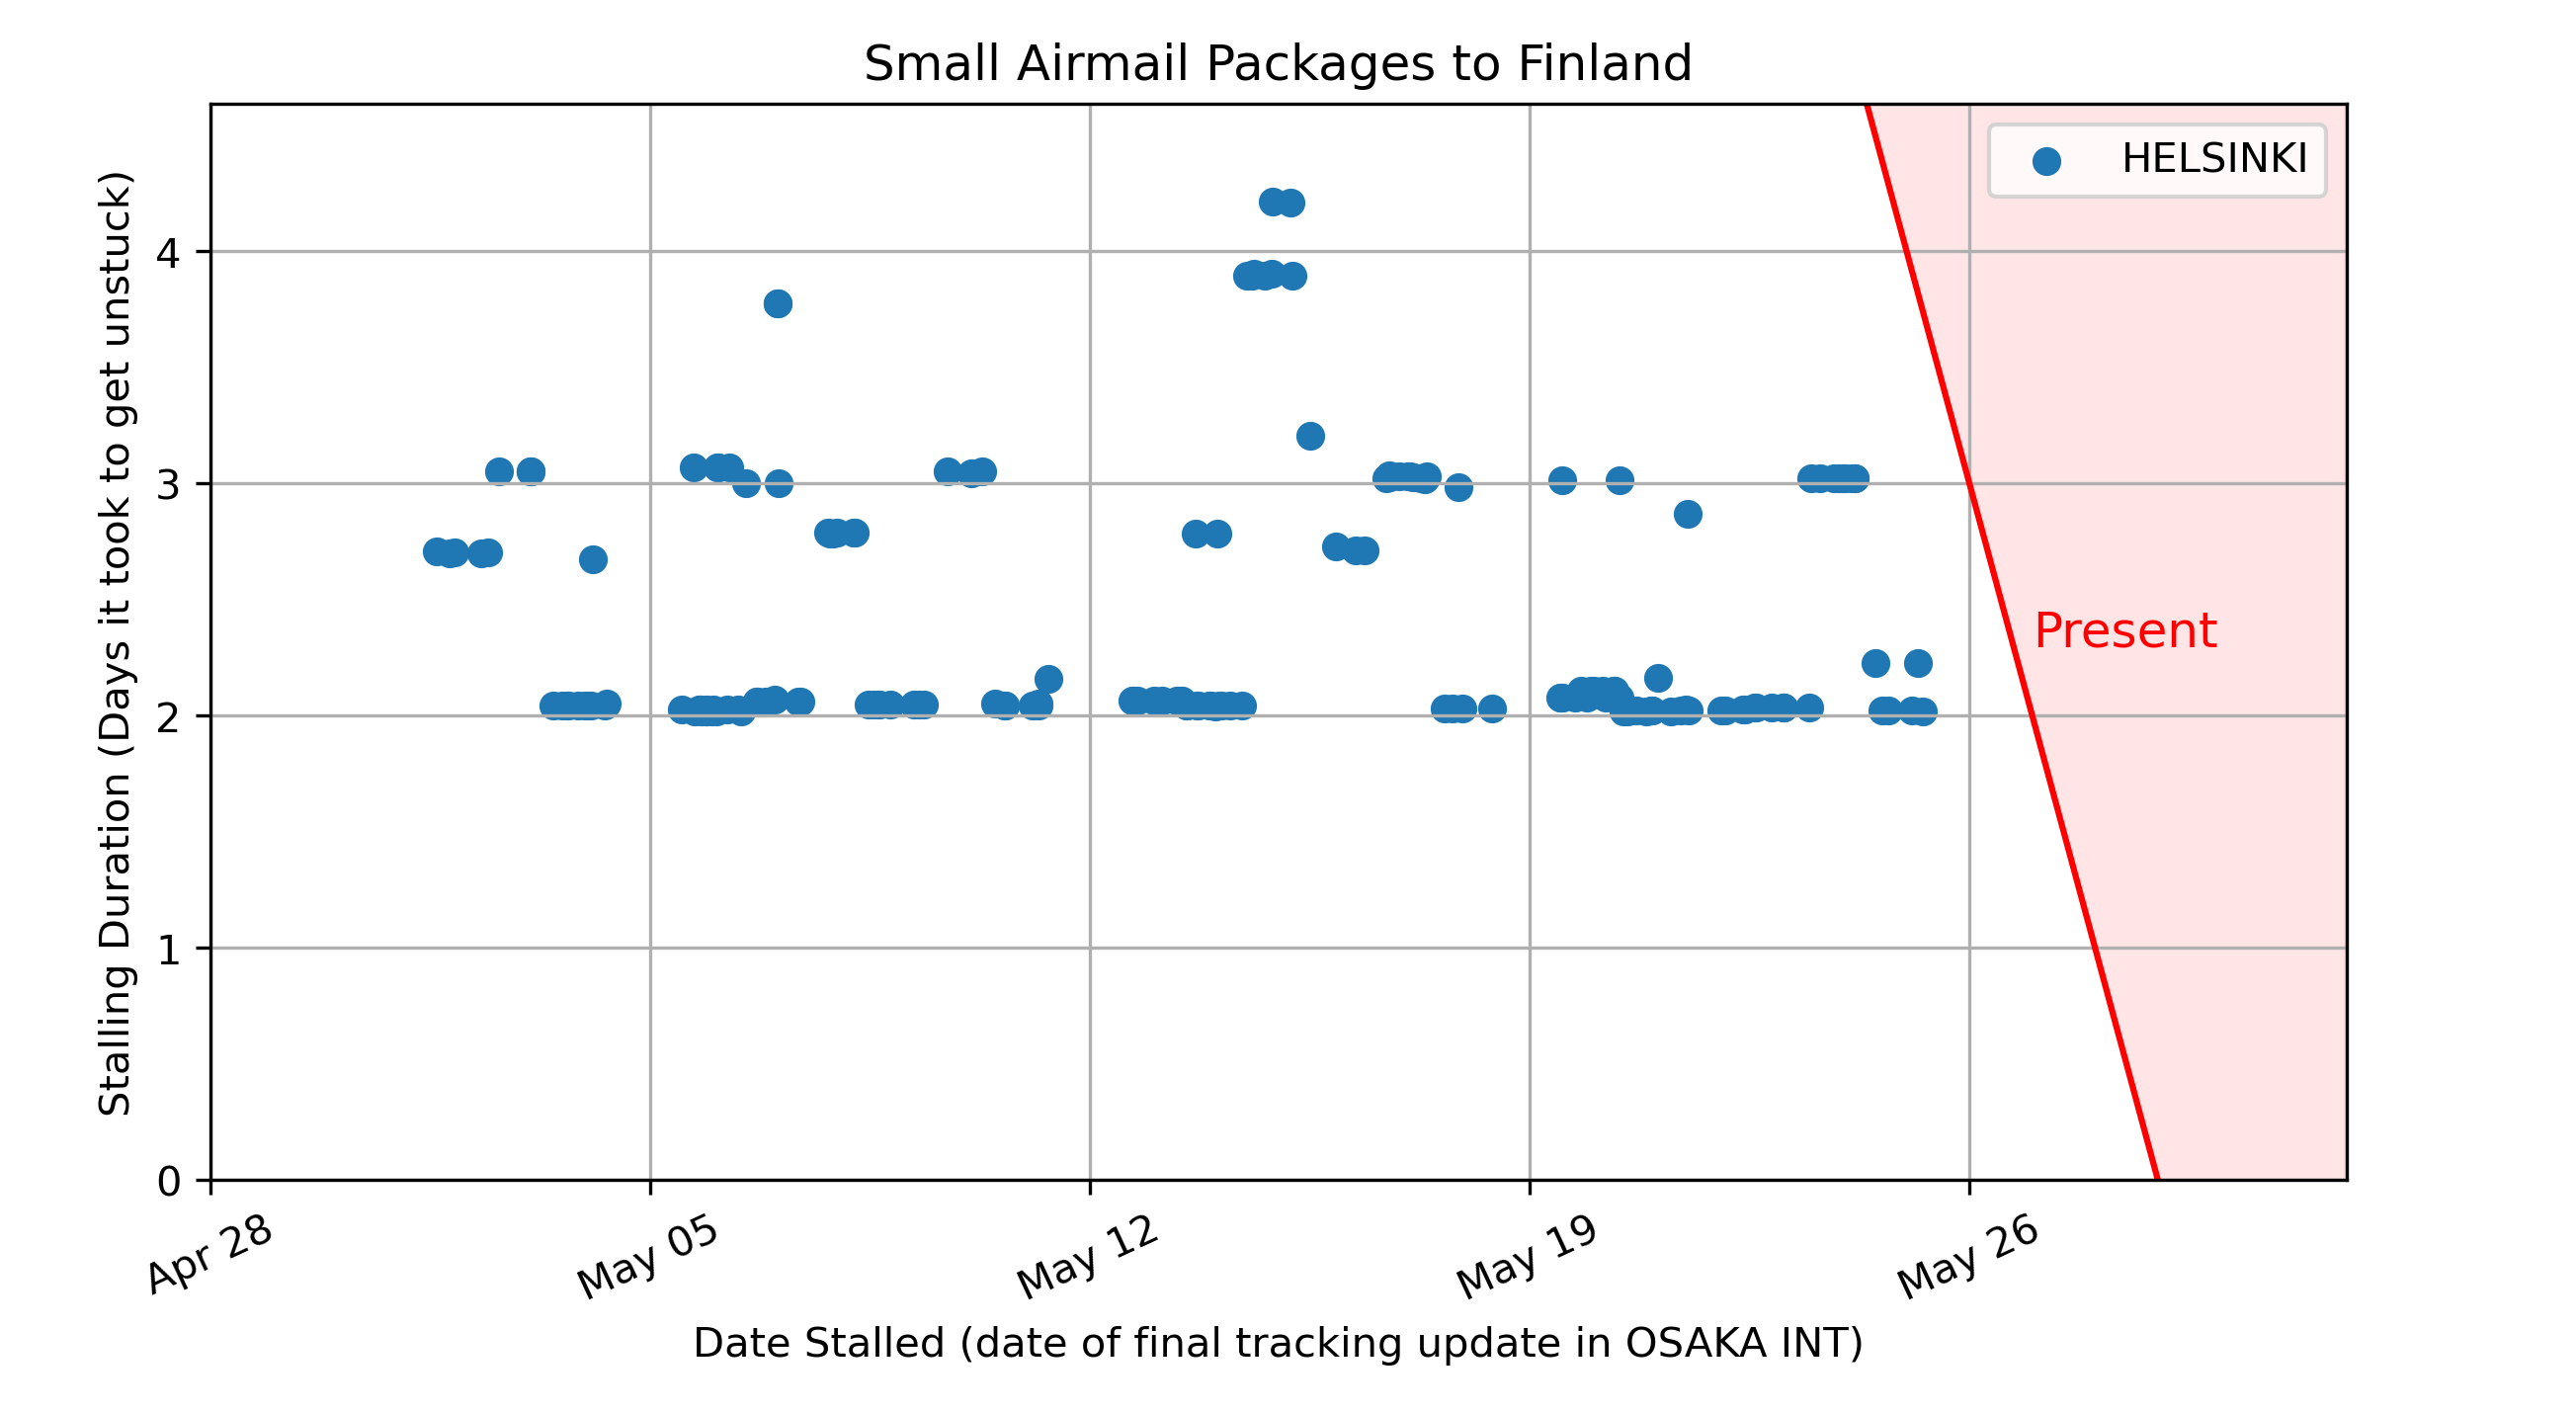 Small Airmail Packages to Finland
HELSINKI
Stalling Duration (Days it took to get unstuck)
4
3
2
1
0
Present
Apr 28
May 05
May 12
May 19
May 26
Date Stalled (date of final tracking update in OSAKA INT)